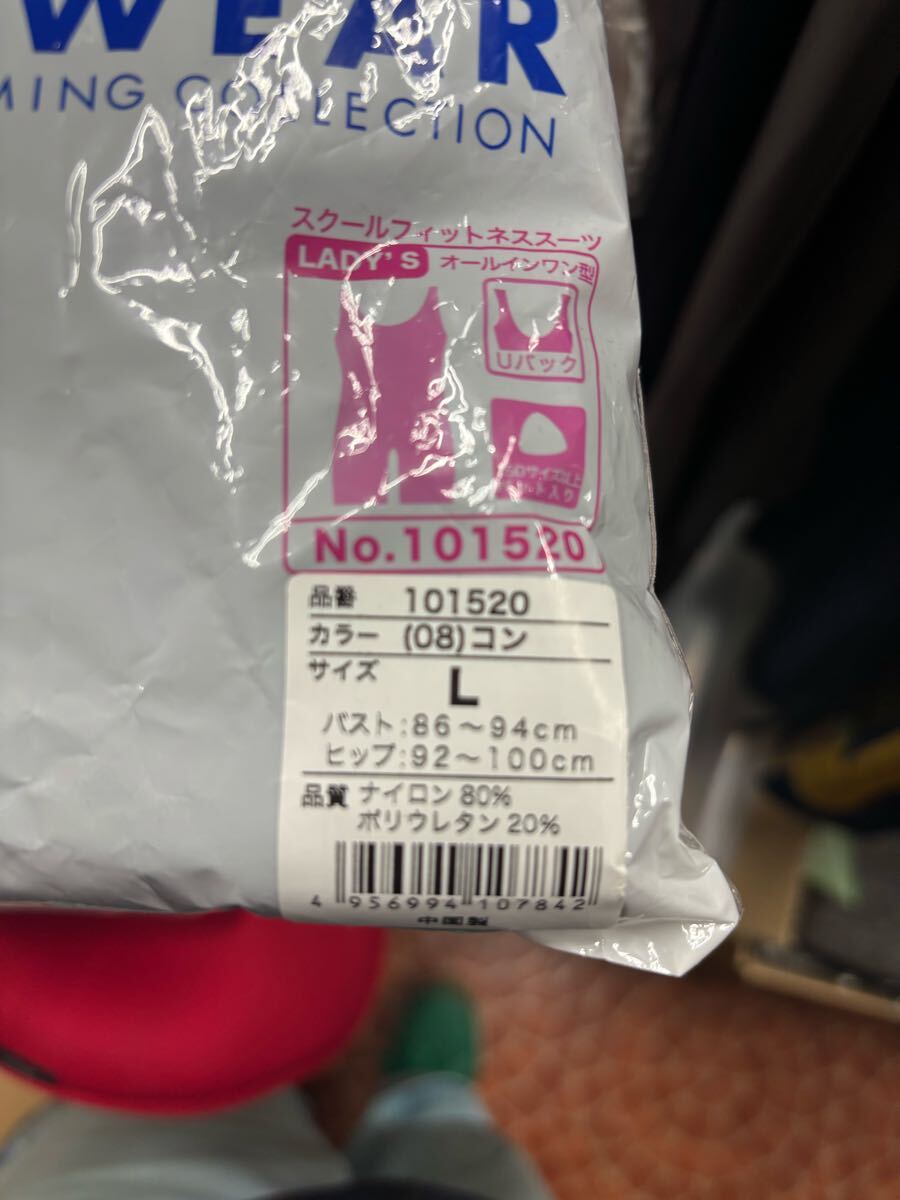 WEAR
MING COLLECTION
スクールフィットネススーツ
LADY'S オールインワン型
Uバック
No.101520
品番 101520
カラー (08)コン
サイズ L
バスト:86～94cm
ヒップ:92～100cm
品質 ナイロン 80%
ポリウレタン 20%
4 956994 107842
中国製